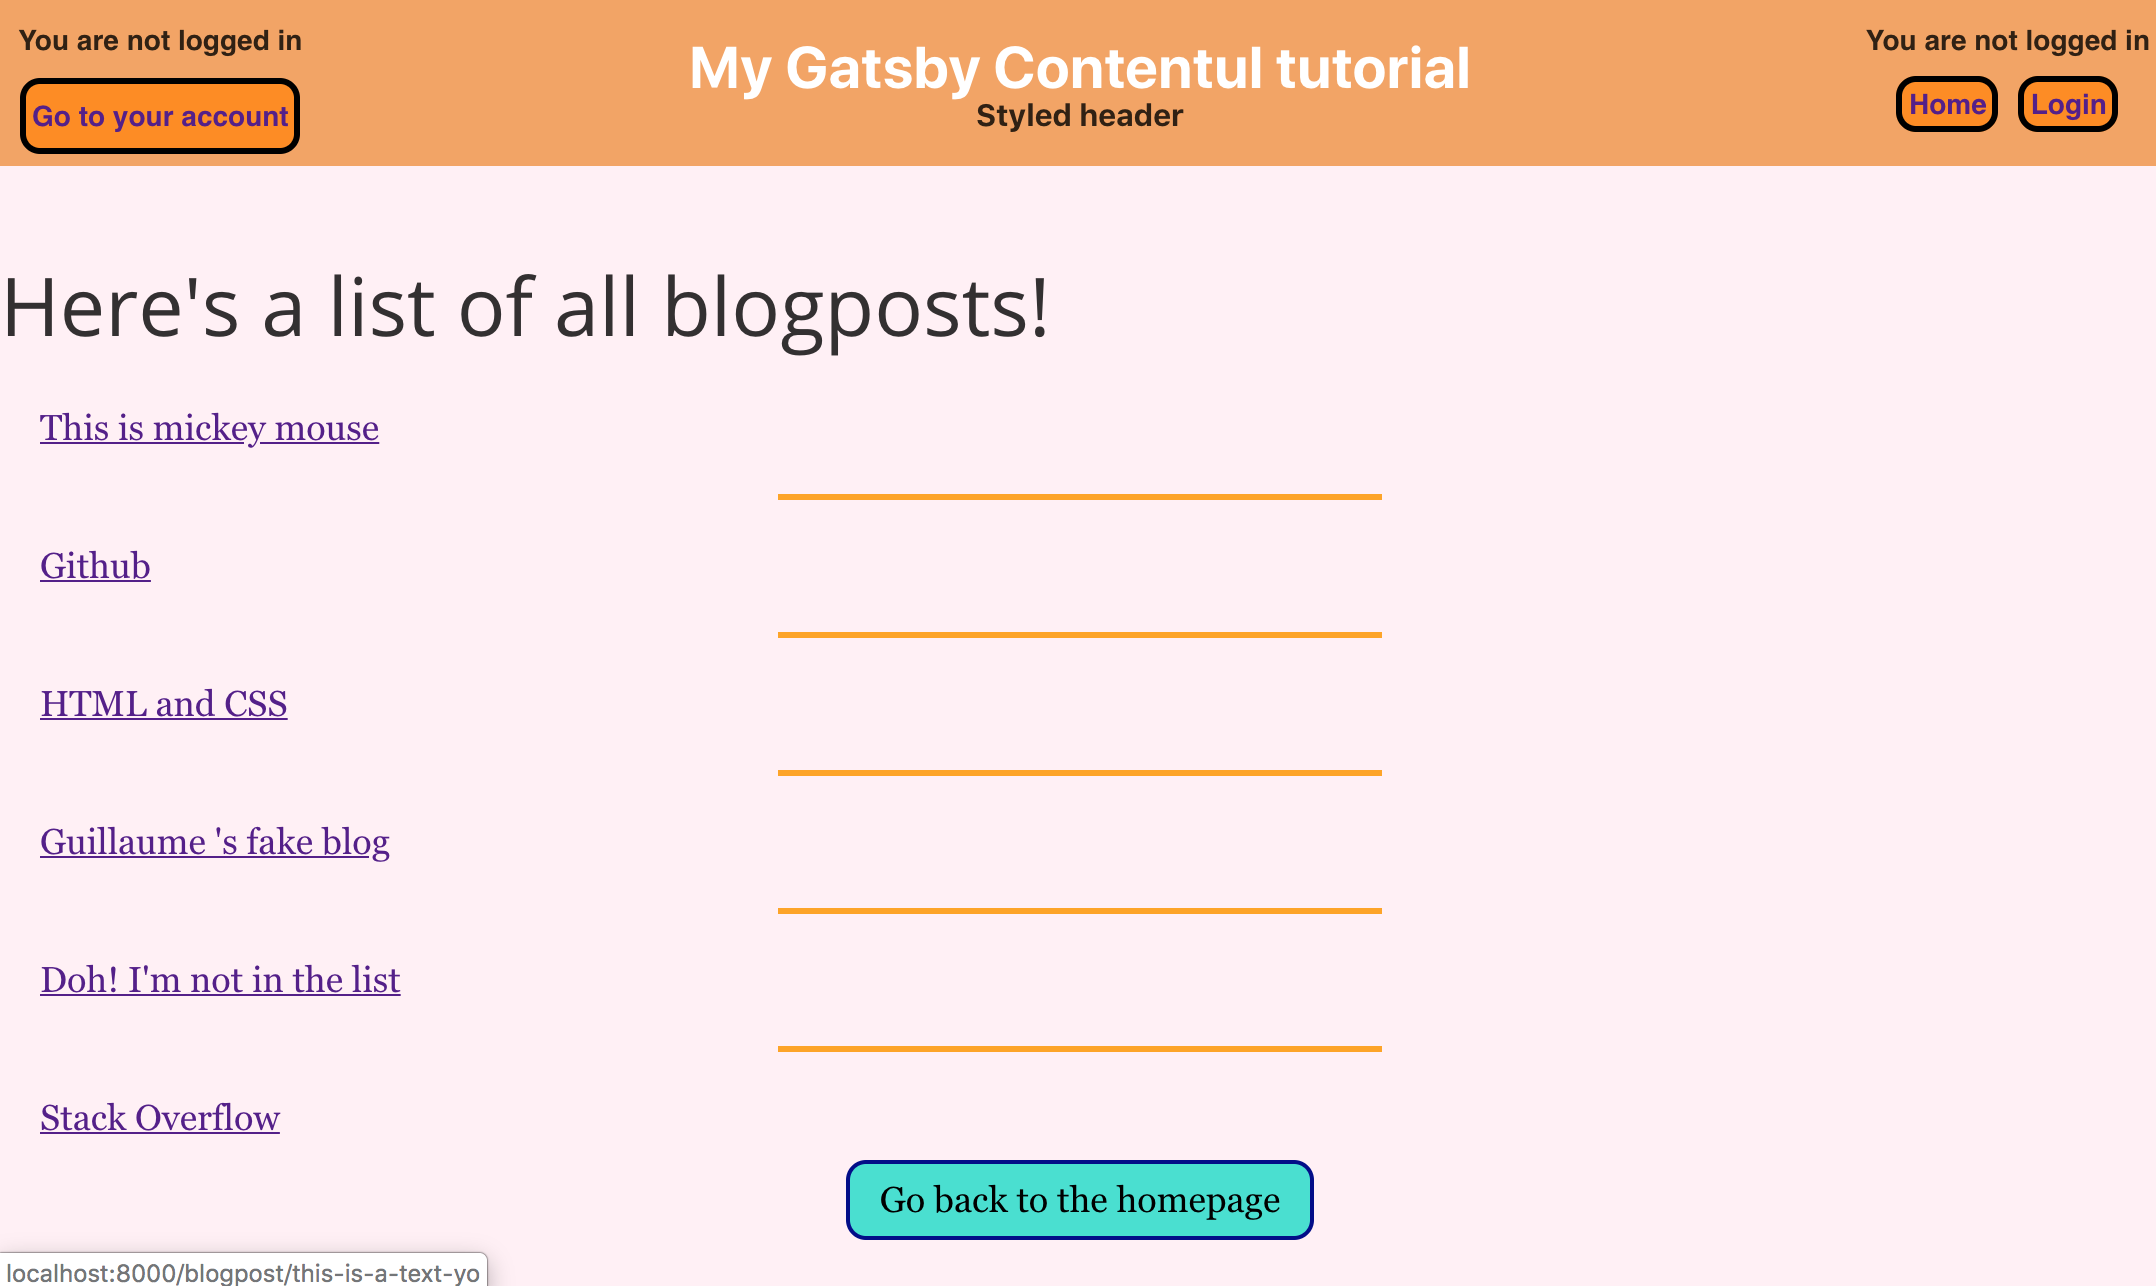 You are not logged in
Go to your account
My Gatsby Contentul tutorial
Styled header
You are not logged in
Home Login
Here's a list of all blogposts!
This is mickey mouse
Github
HTML and CSS
Guillaume 's fake blog
Doh! I'm not in the list
Stack Overflow
Go back to the homepage
localhost:8000/blogpost/this-is-a-text-yo